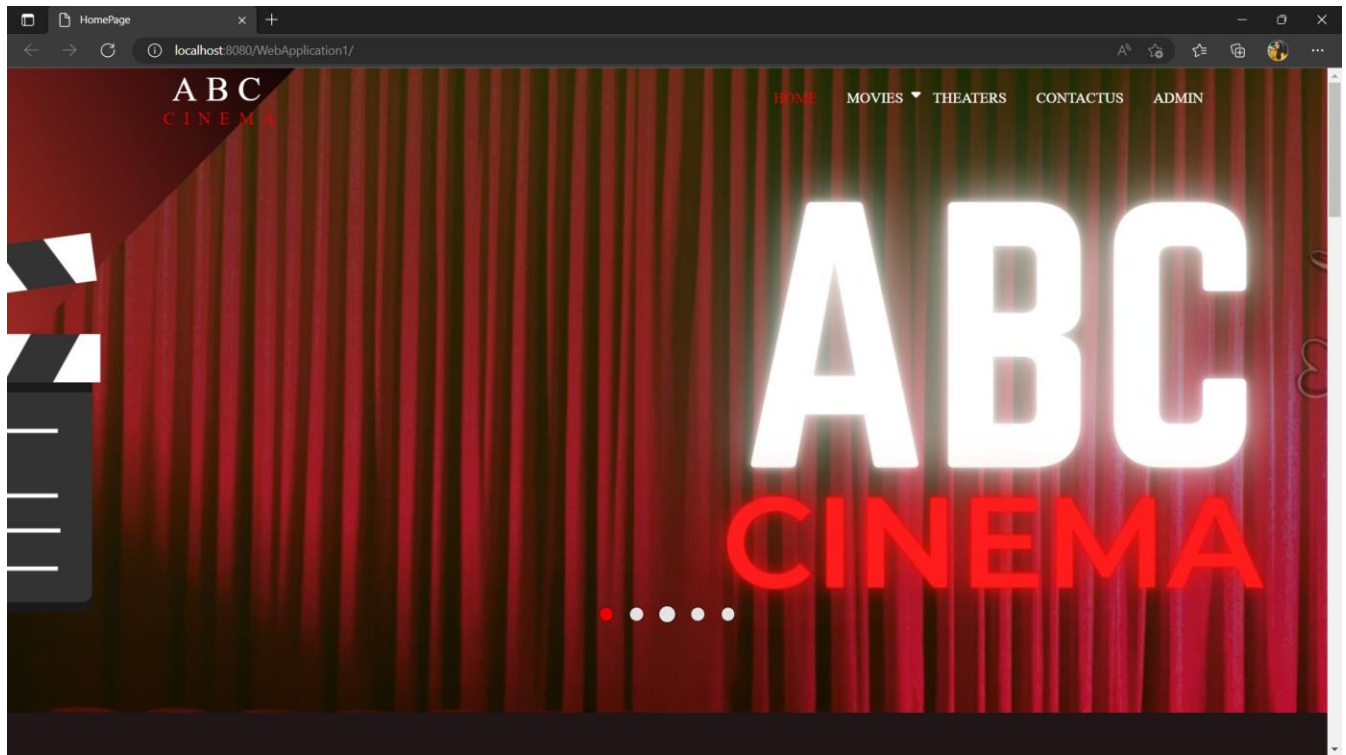 HomePage
localhost:8080/WebApplication1/
ABC
CINEMA
HOME MOVIES THEATERS CONTACTUS ADMIN
ABC
CINEMA